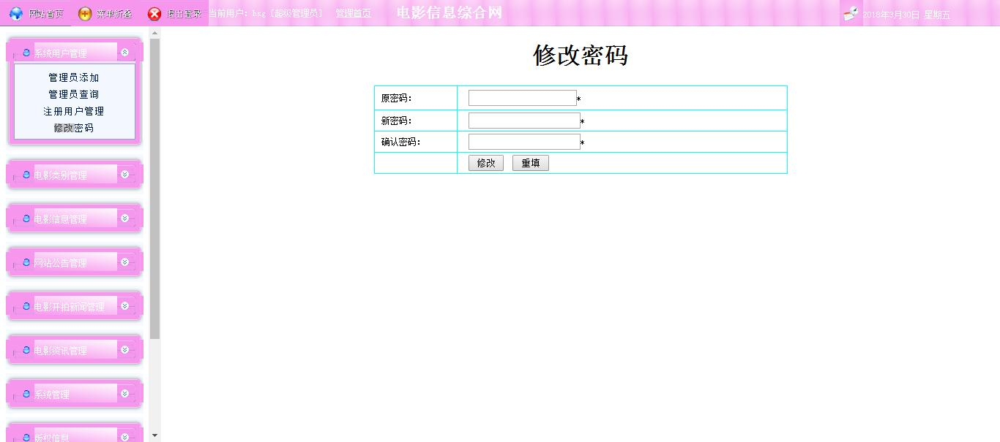 网站首页 菜单折叠 退出登录 当前用户: hsg [超级管理员] 管理首页 电影信息综合网 2018年3月30日 星期五
系统用户管理
管理员添加
管理员查询
注册用户管理
修改密码
电影类别管理
电影信息管理
网站公告管理
电影开拍新闻管理
电影资讯管理
系统管理
版权信息
修改密码
原密码: *
新密码: *
确认密码: *
修改 重填